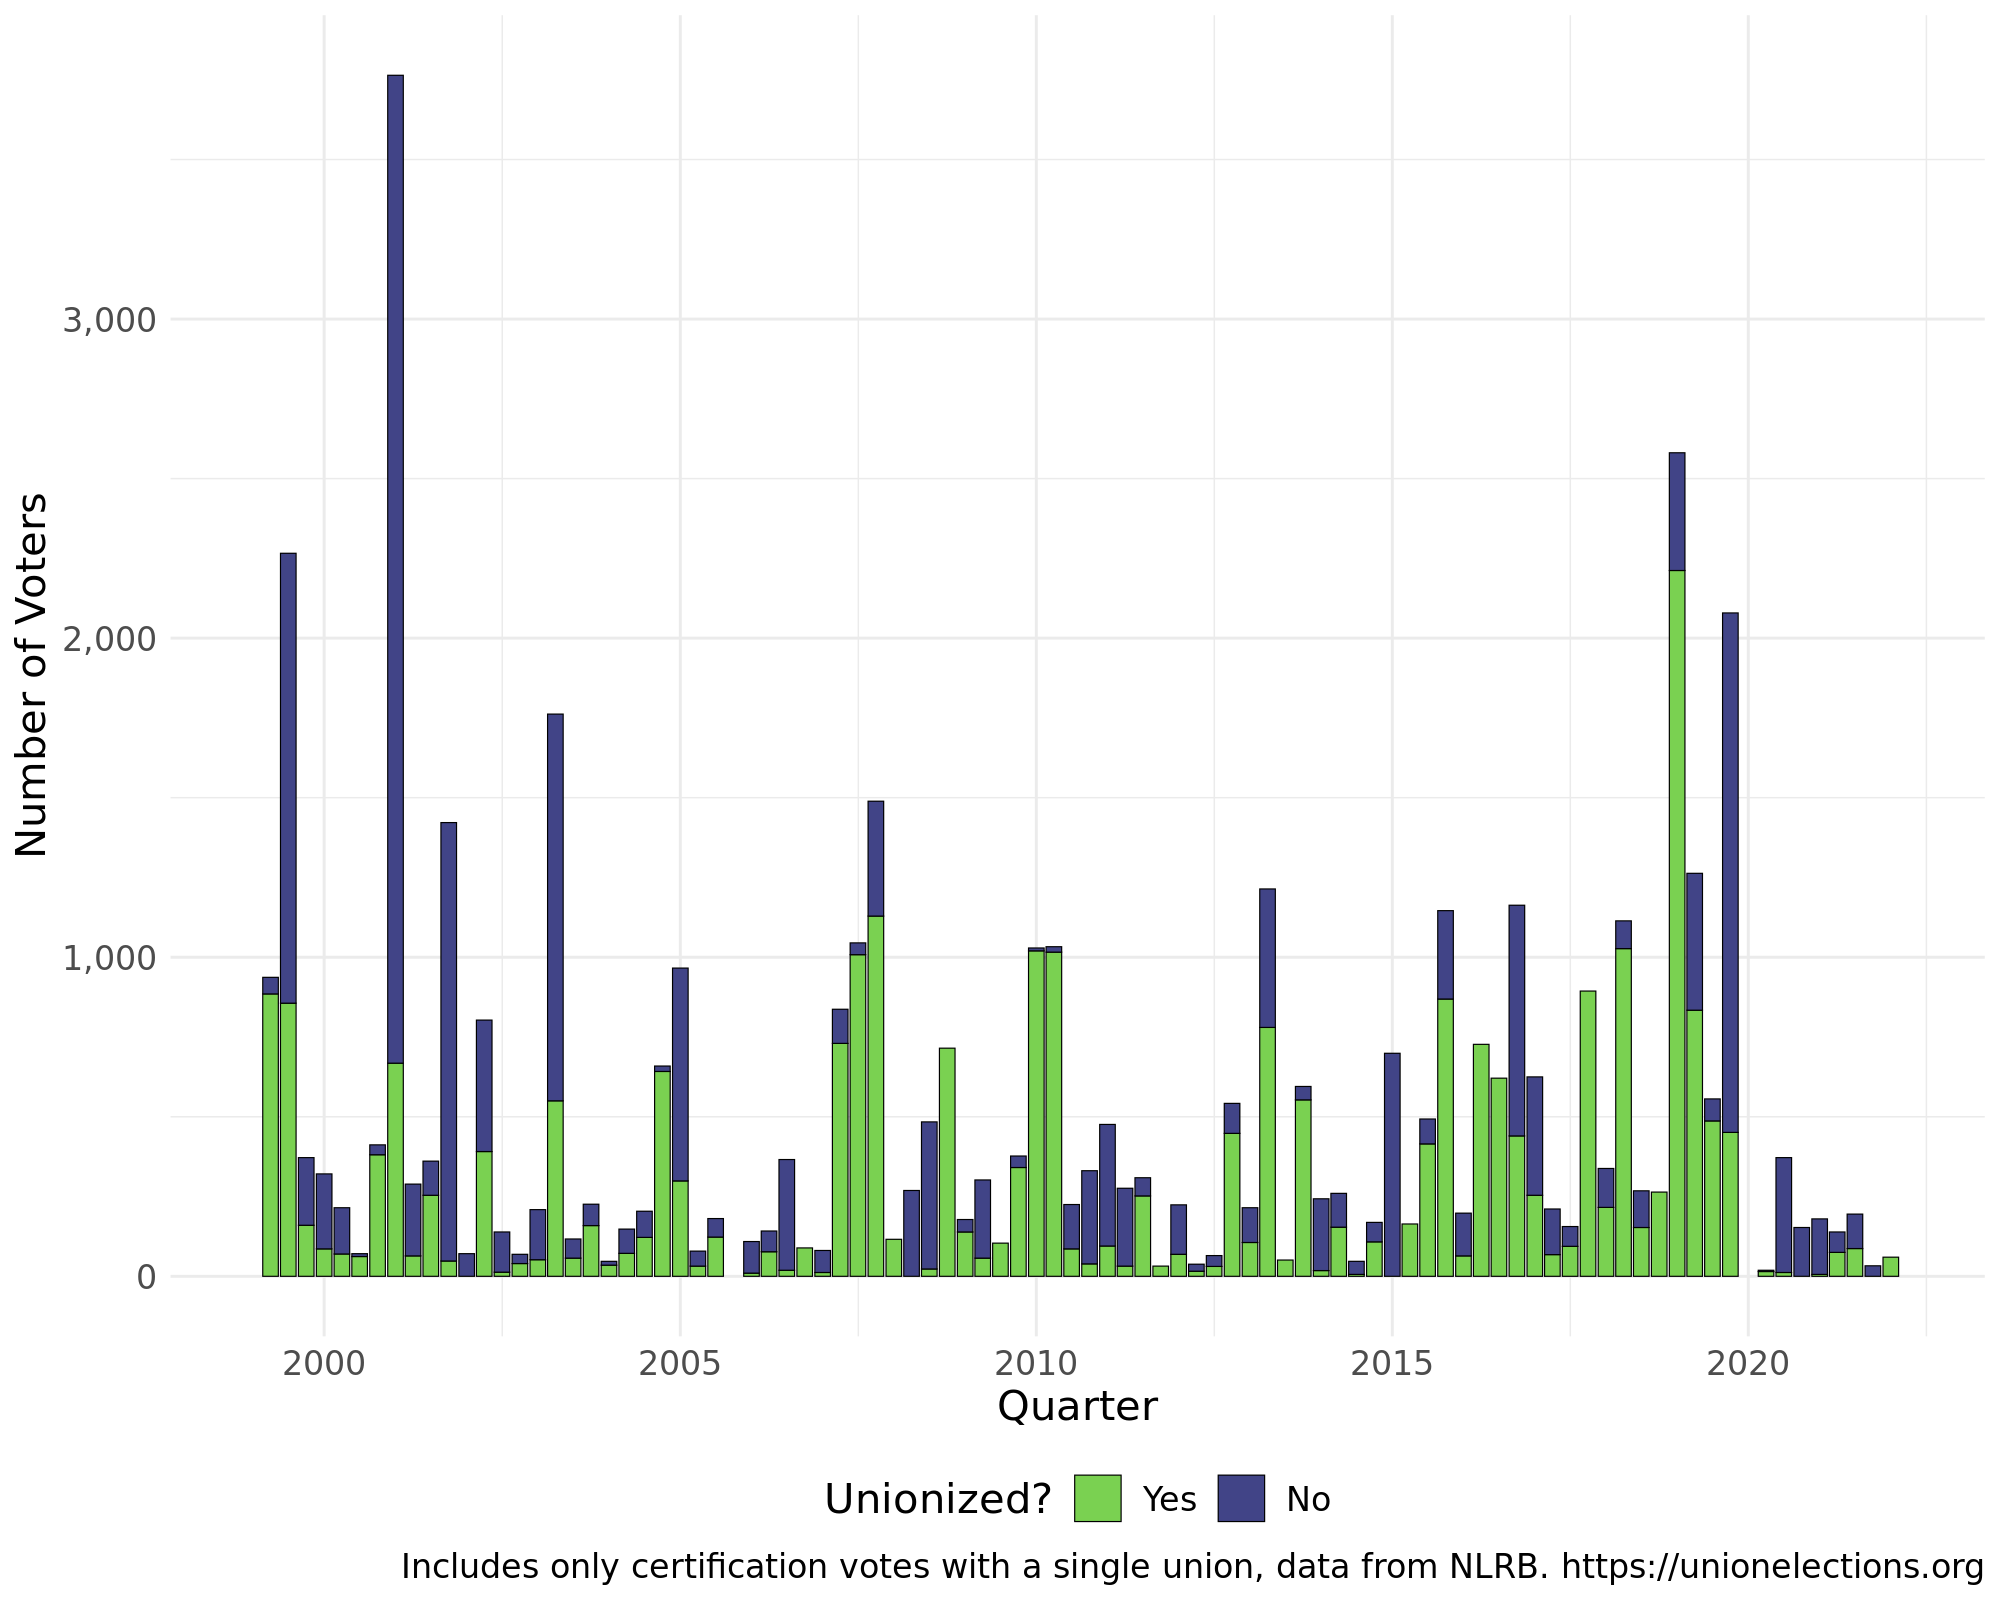 3,000
2,000
1,000
0
Number of Voters
2000
2005
2010
2015
2020
Quarter
Unionized?
Yes
No
Includes only certification votes with a single union, data from NLRB. https://unionelections.org